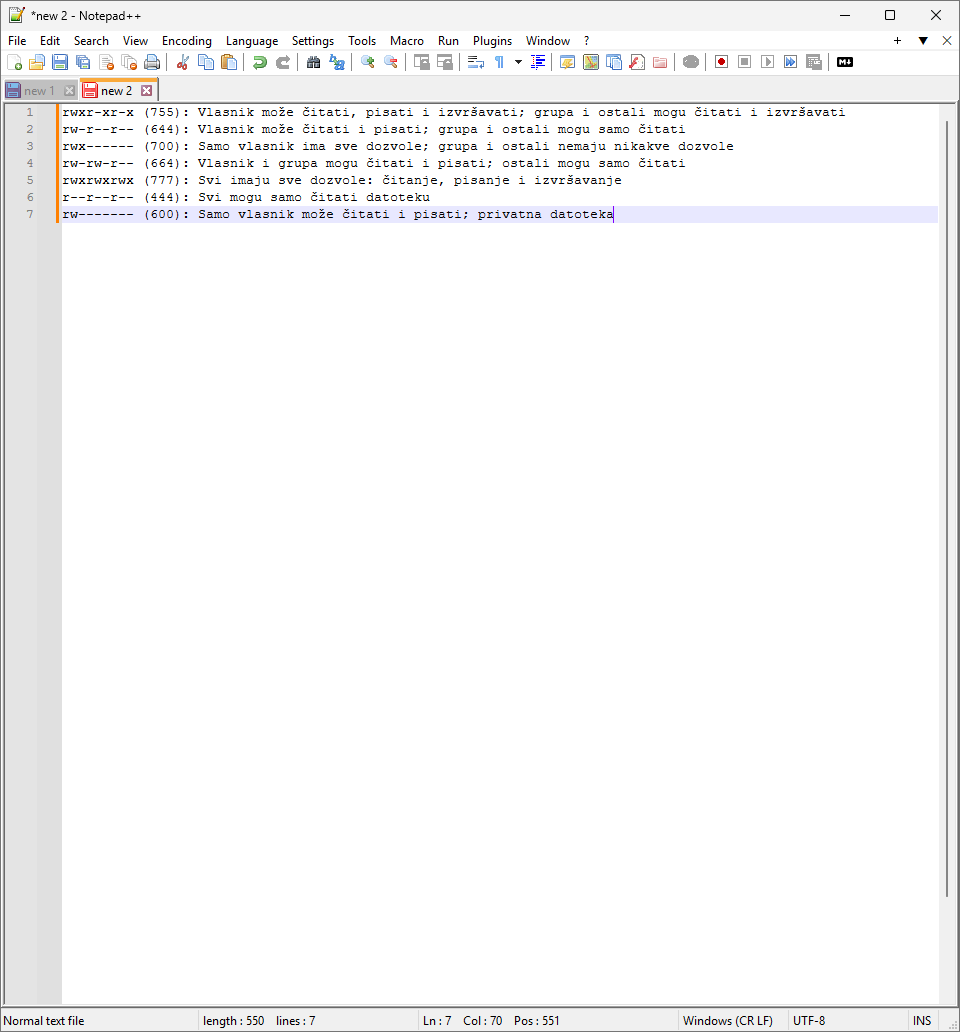 *new 2 - Notepad++
File Edit Search View Encoding Language Settings Tools Macro Run Plugins Window ? + ▼ X
new 1 new 2
1 rwxr-xr-x (755): Vlasnik može čitati, pisati i izvršavati; grupa i ostali mogu čitati i izvršavati
2 rw-r--r-- (644): Vlasnik može čitati i pisati; grupa i ostali mogu samo čitati
3 rwx------ (700): Samo vlasnik ima sve dozvole; grupa i ostali nemaju nikakve dozvole
4 rw-rw-r-- (664): Vlasnik i grupa mogu čitati i pisati; ostali mogu samo čitati
5 rwxrwxrwx (777): Svi imaju sve dozvole: čitanje, pisanje i izvršavanje
6 r--r--r-- (444): Svi mogu samo čitati datoteku
7 rw------- (600): Samo vlasnik može čitati i pisati; privatna datoteka
Normal text file length : 550 lines : 7 Ln : 7 Col : 70 Pos : 551 Windows (CR LF) UTF-8 INS